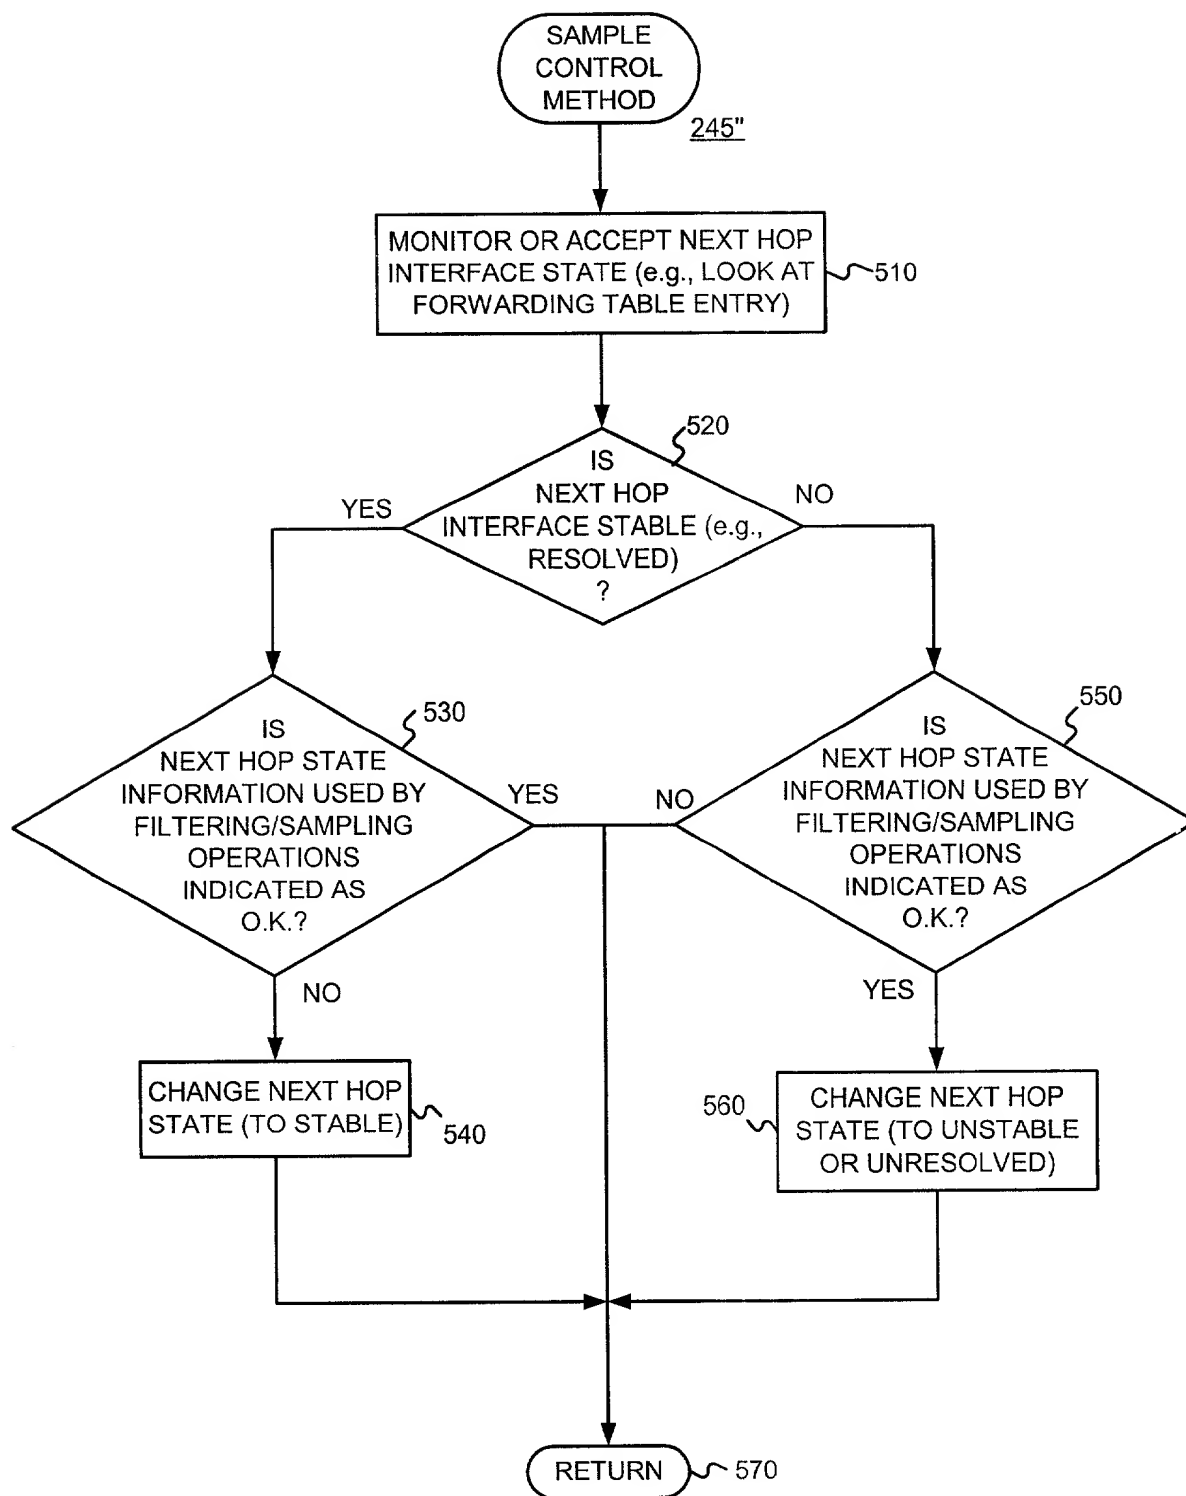 SAMPLE
CONTROL
METHOD
245"
MONITOR OR ACCEPT NEXT HOP
INTERFACE STATE (e.g., LOOK AT
FORWARDING TABLE ENTRY)
510
520
IS
NEXT HOP
INTERFACE STABLE (e.g.,
RESOLVED)
?
YES
NO
530
IS
NEXT HOP STATE
INFORMATION USED BY
FILTERING/SAMPLING
OPERATIONS
INDICATED AS
O.K.?
YES
NO
550
IS
NEXT HOP STATE
INFORMATION USED BY
FILTERING/SAMPLING
OPERATIONS
INDICATED AS
O.K.?
NO
YES
CHANGE NEXT HOP
STATE (TO STABLE)
540
560
CHANGE NEXT HOP
STATE (TO UNSTABLE
OR UNRESOLVED)
RETURN
570